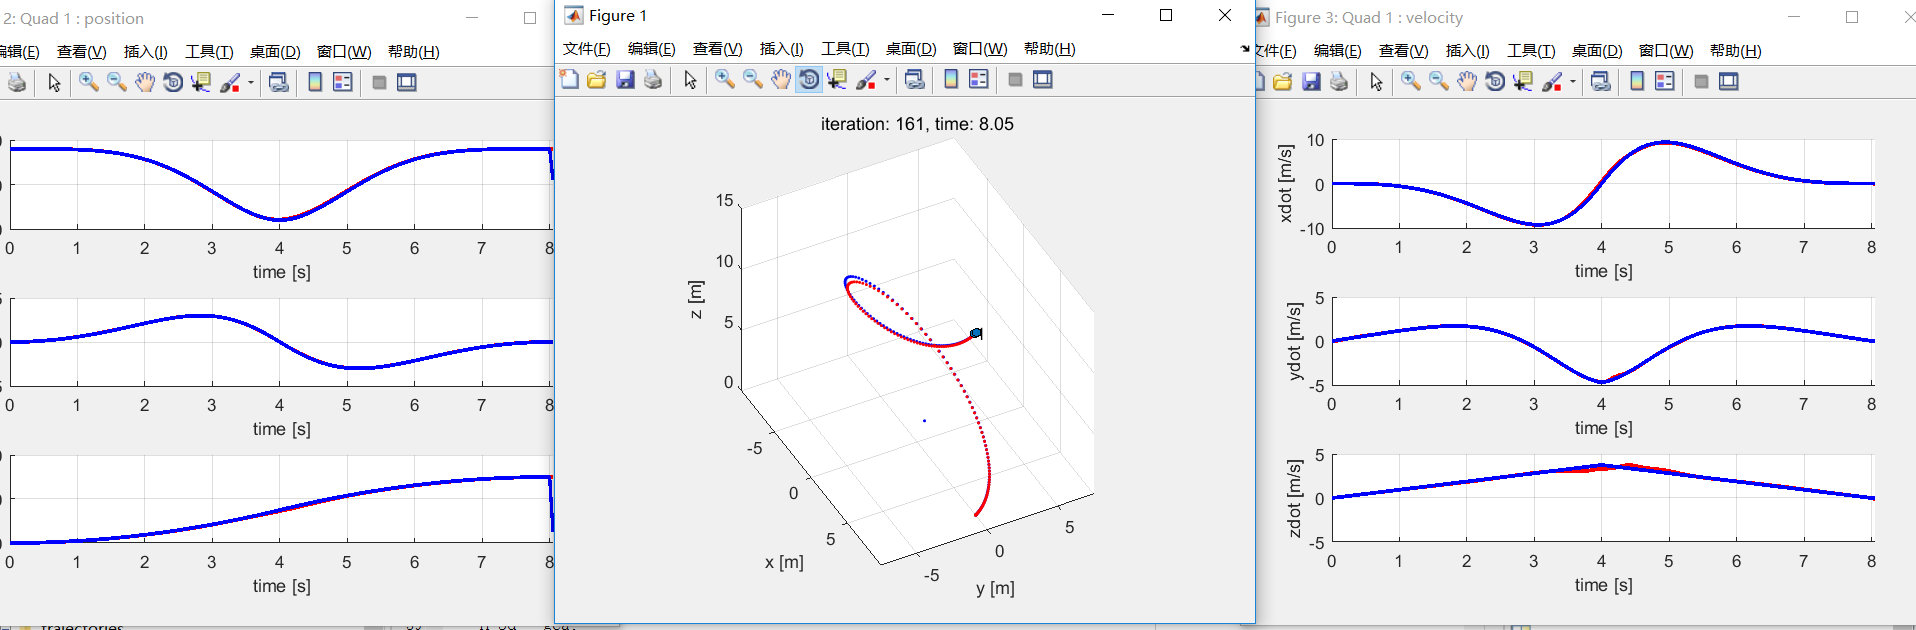 2: Quad 1 : position
编辑(E) 查看(V) 插入(I) 工具(T) 桌面(D) 窗口(W) 帮助(H)
0 1 2 3 4 5 6 7 8
time [s]
0 1 2 3 4 5 6 7 8
time [s]
0 1 2 3 4 5 6 7 8
time [s]
trajectories
Figure 1
文件(F) 编辑(E) 查看(V) 插入(I) 工具(T) 桌面(D) 窗口(W) 帮助(H)
iteration: 161, time: 8.05
15
10
5
0
z [m]
-5
0
5
x [m]
-5
0
5
y [m]
Figure 3: Quad 1 : velocity
文件(F) 编辑(E) 查看(V) 插入(I) 工具(T) 桌面(D) 窗口(W) 帮助(H)
10
0
-10
xdot [m/s]
0 1 2 3 4 5 6 7 8
time [s]
5
0
-5
ydot [m/s]
0 1 2 3 4 5 6 7 8
time [s]
5
0
-5
zdot [m/s]
0 1 2 3 4 5 6 7 8
time [s]